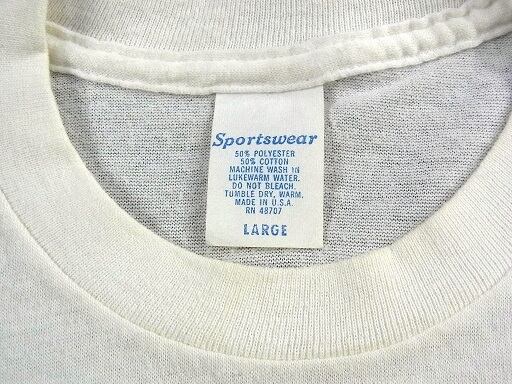 Sportswear
50% POLYESTER
50% COTTON
MACHINE WASH IN
LUKEWARM WATER.
DO NOT BLEACH.
TUMBLE DRY, WARM.
MADE IN U.S.A.
RN 48707
LARGE